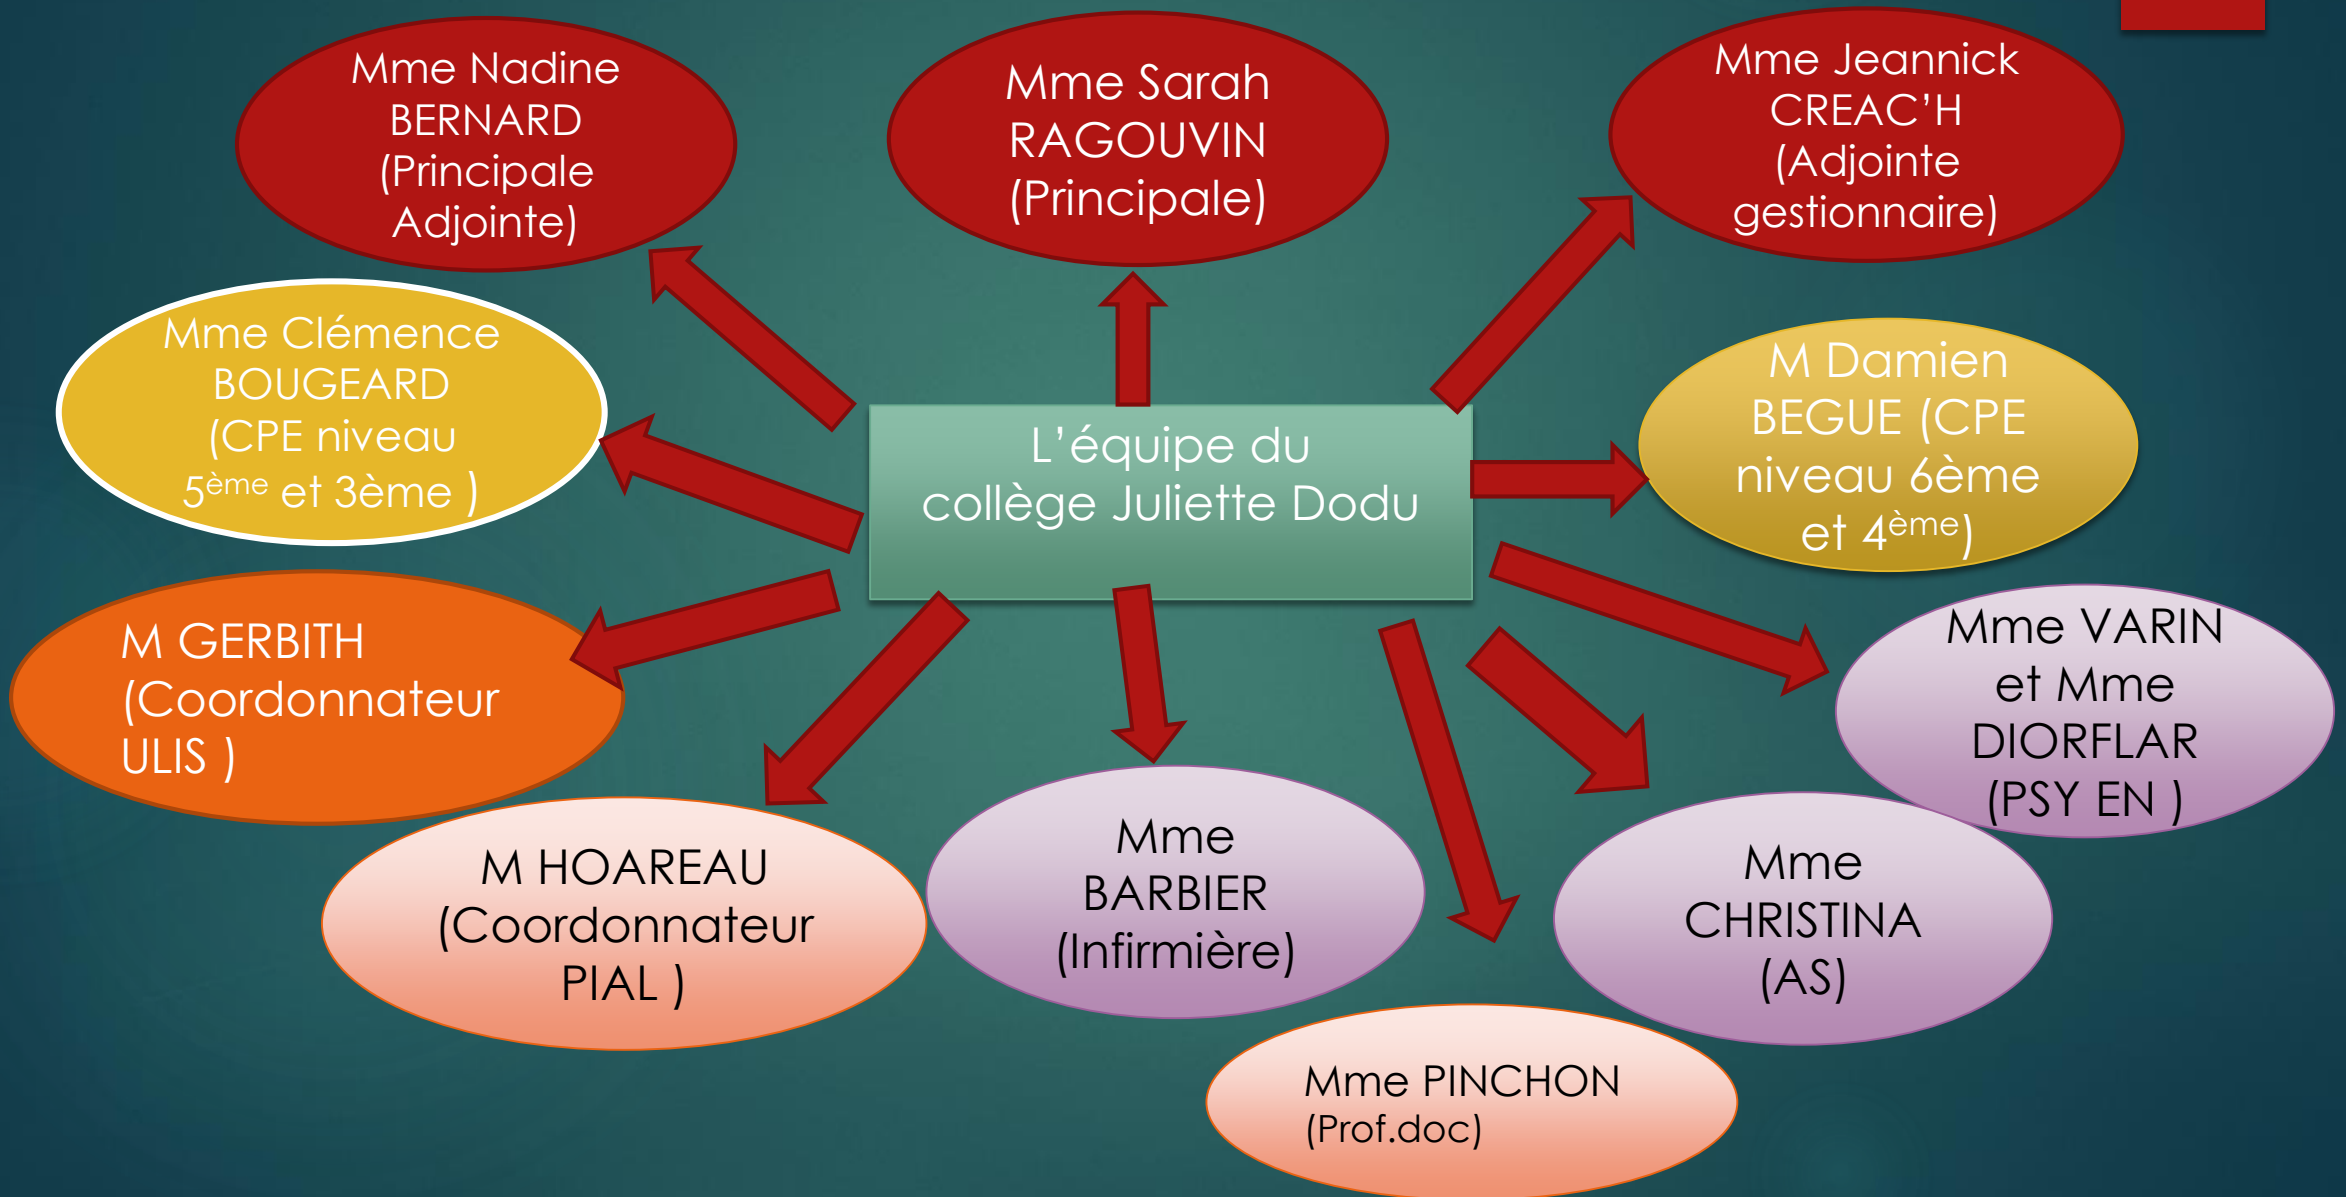 Mme Nadine
BERNARD
(Principale
Adjointe)
Mme Sarah
RAGOUVIN
(Principale)
Mme Jeannick
CREAC’H
(Adjointe
gestionnaire)
Mme Clémence
BOUGEARD
(CPE niveau
5ème et 3ème )
L’équipe du
collège Juliette Dodu
M Damien
BEGUE (CPE
niveau 6ème
et 4ème)
M GERBITH
(Coordonnateur
ULIS )
Mme VARIN
et Mme
DIORFLAR
(PSY EN )
M HOAREAU
(Coordonnateur
PIAL )
Mme
BARBIER
(Infirmière)
Mme
CHRISTINA
(AS)
Mme PINCHON
(Prof.doc)